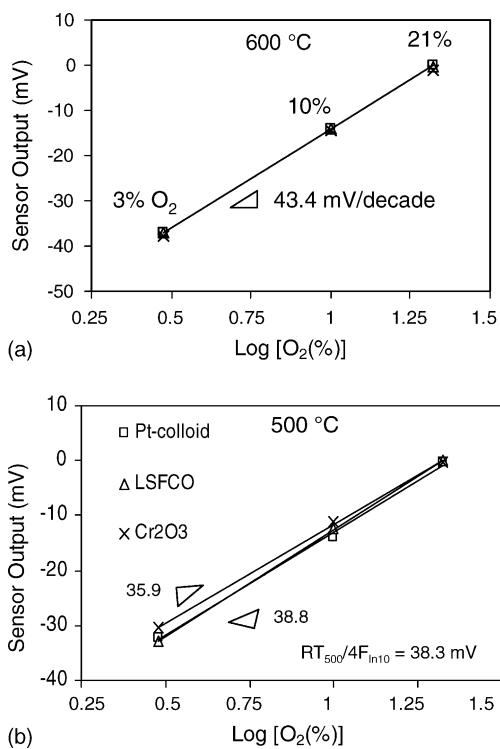 (a)
600 °C
21%
10%
3% O₂
43.4 mV/decade
Sensor Output (mV)
10
0
-10
-20
-30
-40
-50
0.25
0.5
0.75
1
1.25
1.5
Log [O₂(%)]
(b)
500 °C
Pt-colloid
LSFCO
Cr2O3
35.9
38.8
RT₅₀₀/4F_ln10 = 38.3 mV
Sensor Output (mV)
10
0
-10
-20
-30
-40
0.25
0.5
0.75
1
1.25
1.5
Log [O₂(%)]